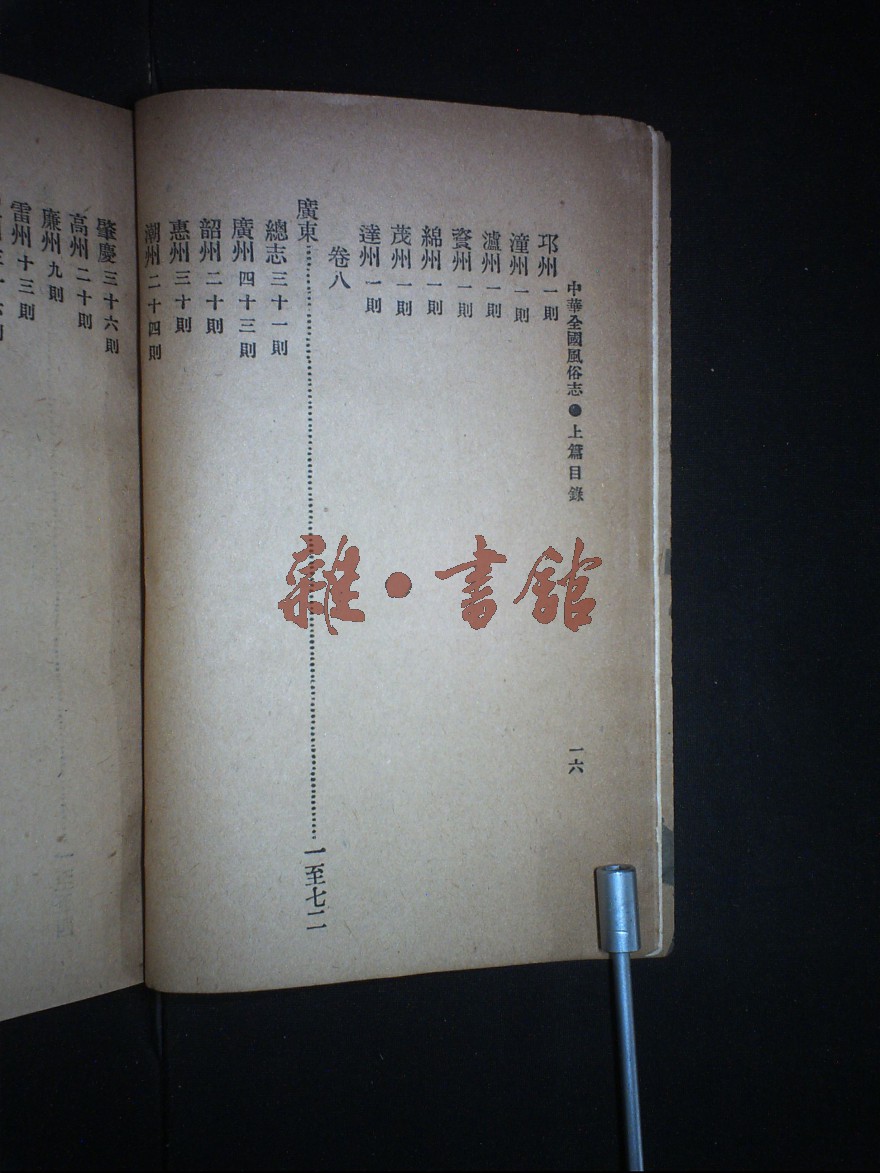 中華全國風俗志●上篇目錄
一六
邛州 一則
潼州 一則
瀘州 一則
資州 一則
綿州 一則
茂州 一則
達州 一則
卷八
廣東……一至七二
總志 三十一則
廣州 四十三則
韶州 二十則
惠州 三十則
潮州 二十四則
肇慶 三十六則
高州 二十則
廉州 九則
雷州 十三則
雜·書館